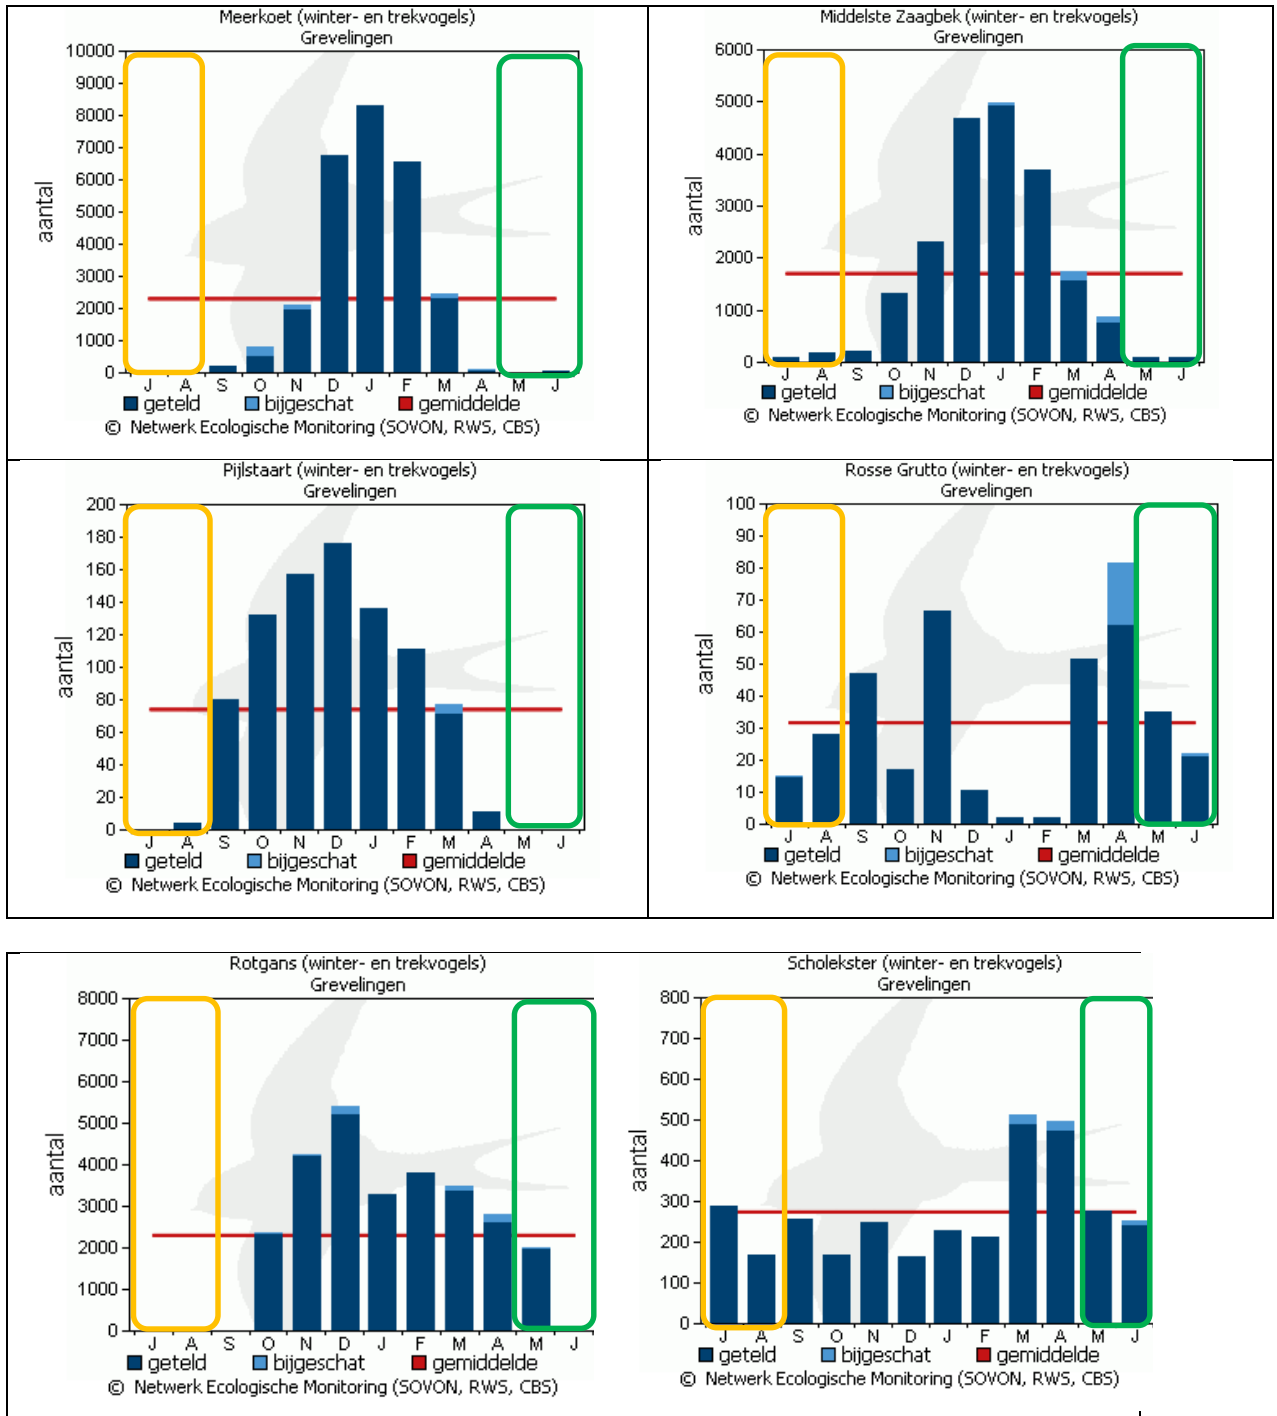 Meerkoet (winter- en trekvogels)
Grevelingen
10000
9000
8000
7000
6000
5000
4000
3000
2000
1000
0
aantal
J A S O N D J F M A M J
geteld bijgeschat gemiddelde
© Netwerk Ecologische Monitoring (SOVON, RWS, CBS)
Middelste Zaagbek (winter- en trekvogels)
Grevelingen
6000
5000
4000
3000
2000
1000
0
aantal
J A S O N D J F M A M J
geteld bijgeschat gemiddelde
© Netwerk Ecologische Monitoring (SOVON, RWS, CBS)
Pijlstaart (winter- en trekvogels)
Grevelingen
200
180
160
140
120
100
80
60
40
20
0
aantal
J A S O N D J F M A M J
geteld bijgeschat gemiddelde
© Netwerk Ecologische Monitoring (SOVON, RWS, CBS)
Rosse Grutto (winter- en trekvogels)
Grevelingen
100
90
80
70
60
50
40
30
20
10
0
aantal
J A S O N D J F M A M J
geteld bijgeschat gemiddelde
© Netwerk Ecologische Monitoring (SOVON, RWS, CBS)
Rotgans (winter- en trekvogels)
Grevelingen
8000
7000
6000
5000
4000
3000
2000
1000
0
aantal
J A S O N D J F M A M J
geteld bijgeschat gemiddelde
© Netwerk Ecologische Monitoring (SOVON, RWS, CBS)
Scholekster (winter- en trekvogels)
Grevelingen
800
700
600
500
400
300
200
100
0
aantal
J A S O N D J F M A M J
geteld bijgeschat gemiddelde
© Netwerk Ecologische Monitoring (SOVON, RWS, CBS)